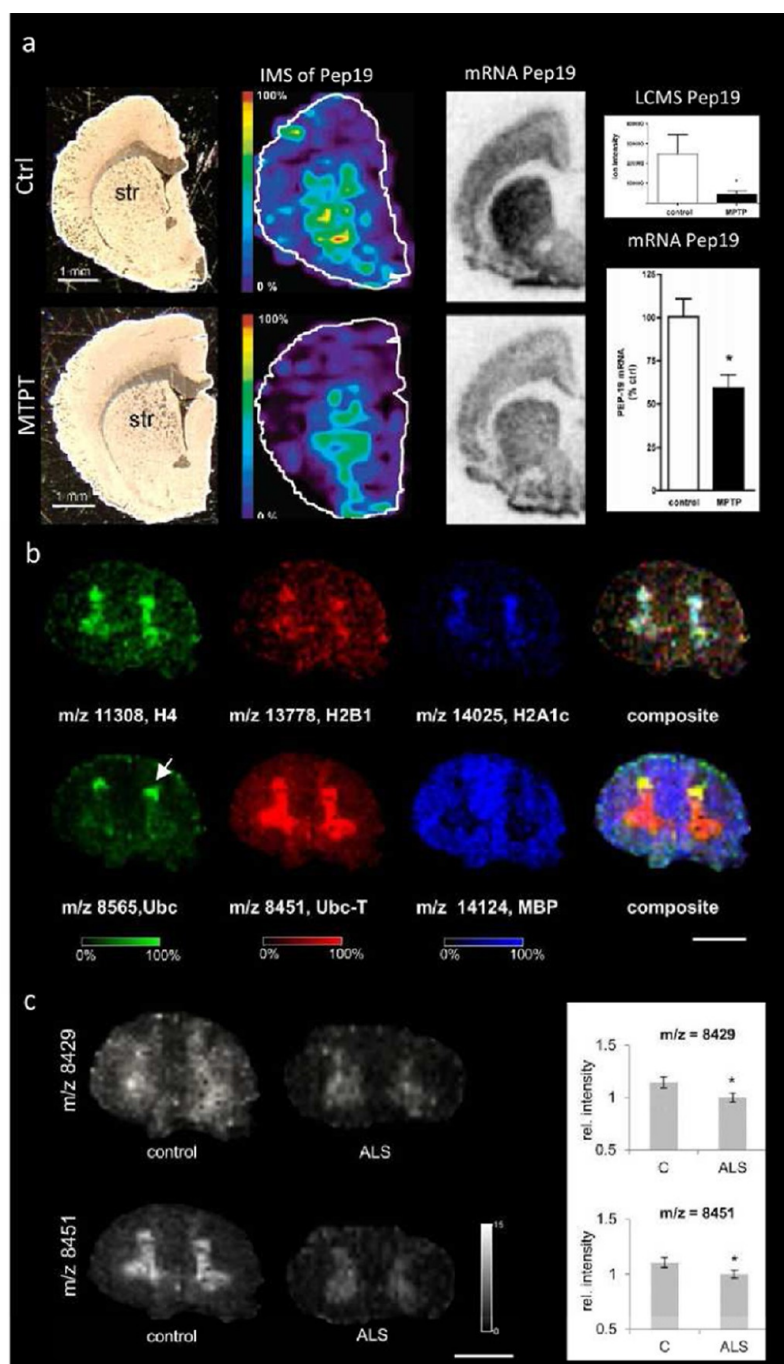 a
IMS of Pep19
mRNA Pep19
LCMS Pep19
Ctrl
str
1 mm
100%
0 %
Ion intensity
control
MPTP
mRNA Pep19
MTPT
str
1 mm
100%
0 %
PEP-19 mRNA
(% ctrl)
125
100
75
50
25
0
*
control
MPTP
b
m/z 11308, H4
m/z 13778, H2B1
m/z 14025, H2A1c
composite
m/z 8565,Ubc
m/z 8451, Ubc-T
m/z 14124, MBP
composite
0%
100%
0%
100%
0%
100%
c
m/z 8429
control
ALS
m/z = 8429
rel. intensity
1.5
1
0.5
*
C
ALS
m/z 8451
15
0
control
ALS
m/z = 8451
rel. intensity
1.5
1
0.5
*
C
ALS